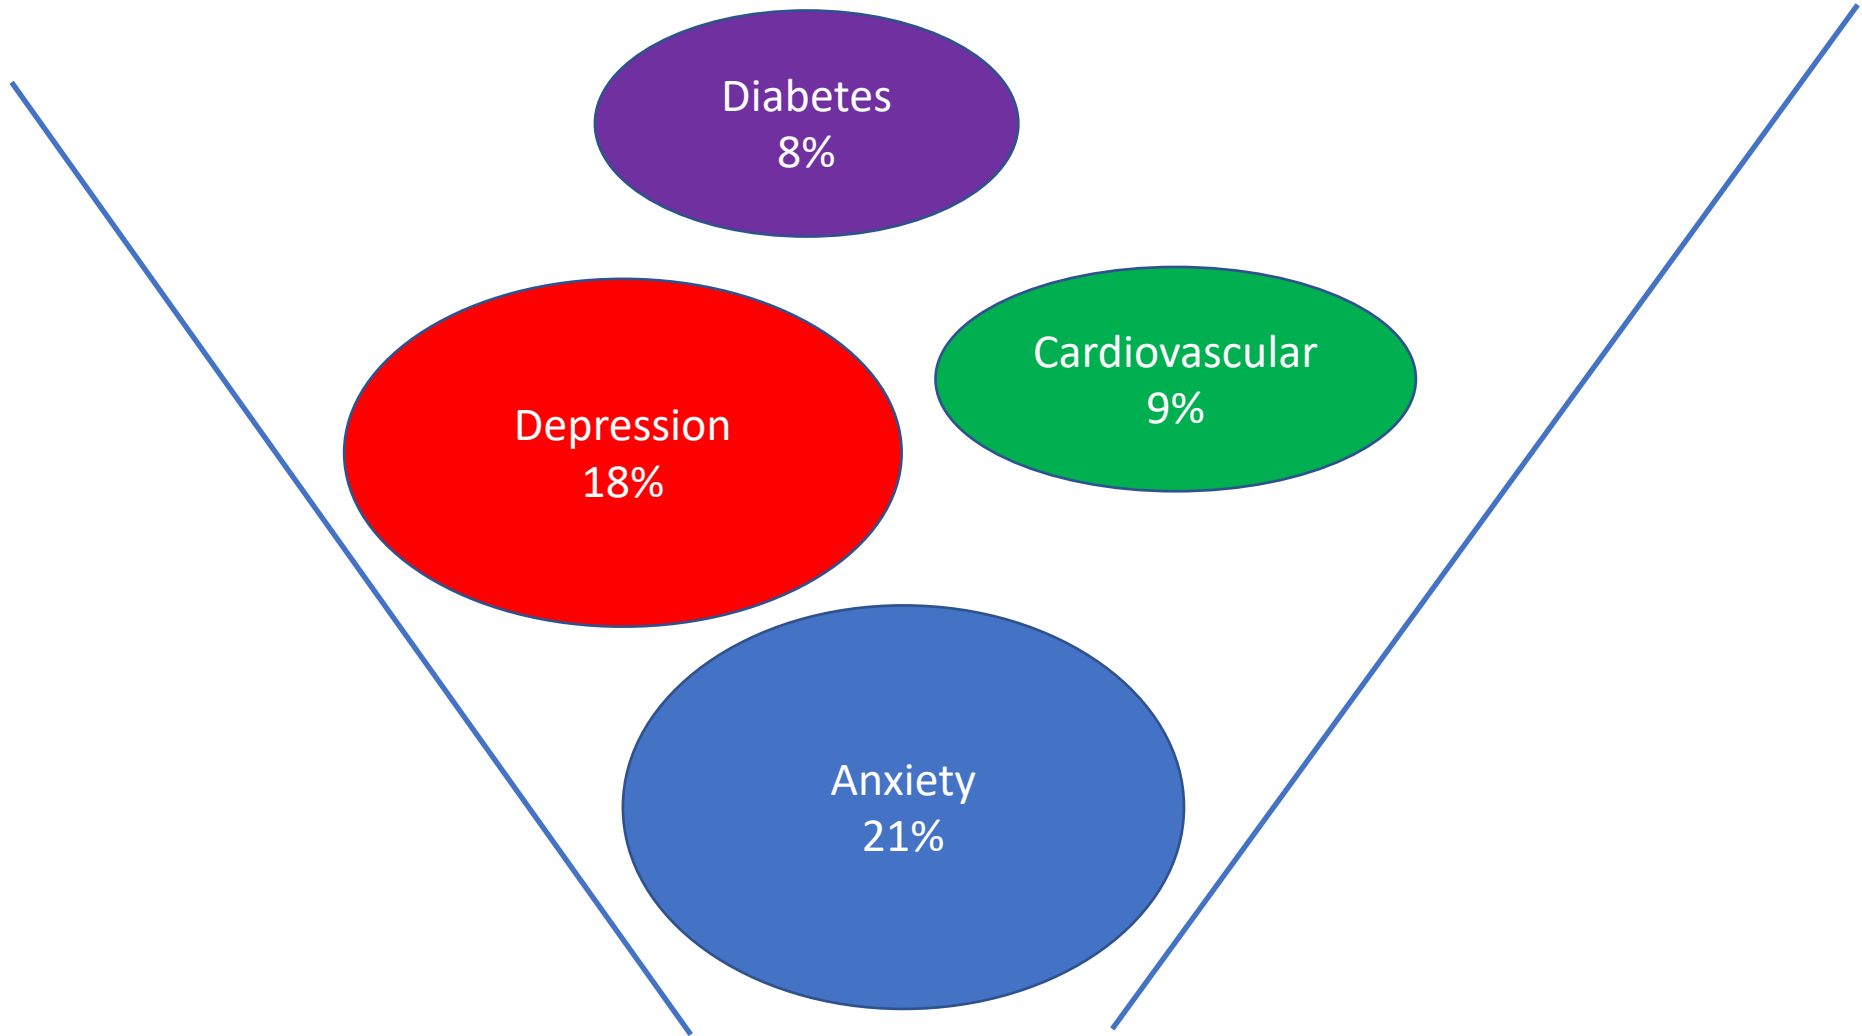 Diabetes
8%
Cardiovascular
9%
Depression
18%
Anxiety
21%